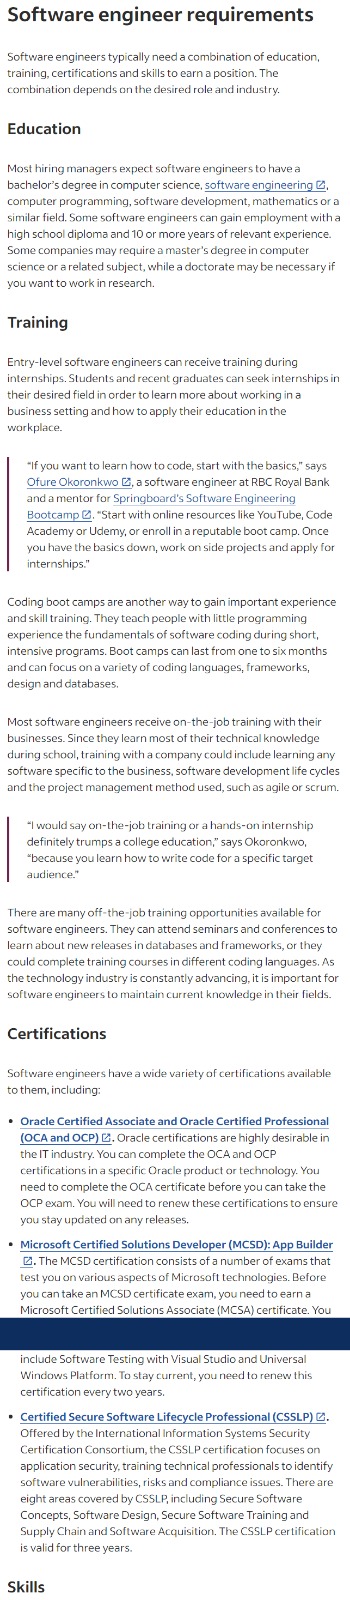 Software engineer requirements
Software engineers typically need a combination of education,
training, certifications and skills to earn a position. The
combination depends on the desired role and industry.
Education
Most hiring managers expect software engineers to have a
bachelor's degree in computer science, software engineering,
computer programming, software development, mathematics or a
similar field. Some software engineers can gain employment with a
high school diploma and 10 or more years of relevant experience.
Some companies may require a master's degree in computer
science or a related subject, while a doctorate may be necessary if
you want to work in research.
Training
Entry-level software engineers can receive training during
internships. Students and recent graduates can seek internships in
their desired field in order to learn more about working in a
business setting and how to apply their education in the
workplace.
“If you want to learn how to code, start with the basics,” says
Ofure Okoronkwo, a software engineer at RBC Royal Bank
and a mentor for Springboard's Software Engineering
Bootcamp. “Start with online resources like YouTube, Code
Academy or Udemy, or enroll in a reputable boot camp. Once
you have the basics down, work on side projects and apply for
internships.”
Coding boot camps are another way to gain important experience
and skill training. They teach people with little programming
experience the fundamentals of software coding during short,
intensive programs. Boot camps can last from one to six months
and can focus on a variety of coding languages, frameworks,
design and databases.
Most software engineers receive on-the-job training with their
businesses. Since they learn most of their technical knowledge
during school, training with a company could include learning any
software specific to the business, software development life cycles
and the project management method used, such as agile or scrum.
“I would say on-the-job training or a hands-on internship
definitely trumps a college education,” says Okoronkwo,
“because you learn how to write code for a specific target
audience.”
There are many off-the-job training opportunities available for
software engineers. They can attend seminars and conferences to
learn about new releases in databases and frameworks, or they
could complete training courses in different coding languages. As
the technology industry is constantly advancing, it is important for
software engineers to maintain current knowledge in their fields.
Certifications
Software engineers have a wide variety of certifications available
to them, including:
• Oracle Certified Associate and Oracle Certified Professional
(OCA and OCP). Oracle certifications are highly desirable in
the IT industry. You can complete the OCA and OCP
certifications in a specific Oracle product or technology. You
need to complete the OCA certificate before you can take the
OCP exam. You will need to renew these certifications to ensure
you stay updated on any releases.
• Microsoft Certified Solutions Developer (MCSD): App Builder
. The MCSD certification consists of a number of exams that
test you on various aspects of Microsoft technologies. Before
you can take an MCSD certificate exam, you need to earn a
Microsoft Certified Solutions Associate (MCSA) certificate. You
include Software Testing with Visual Studio and Universal
Windows Platform. To stay current, you need to renew this
certification every two years.
• Certified Secure Software Lifecycle Professional (CSSLP).
Offered by the International Information Systems Security
Certification Consortium, the CSSLP certification focuses on
application security, training technical professionals to identify
software vulnerabilities, risks and compliance issues. There are
eight areas covered by CSSLP, including Secure Software
Concepts, Software Design, Secure Software Training and
Supply Chain and Software Acquisition. The CSSLP certification
is valid for three years.
Skills